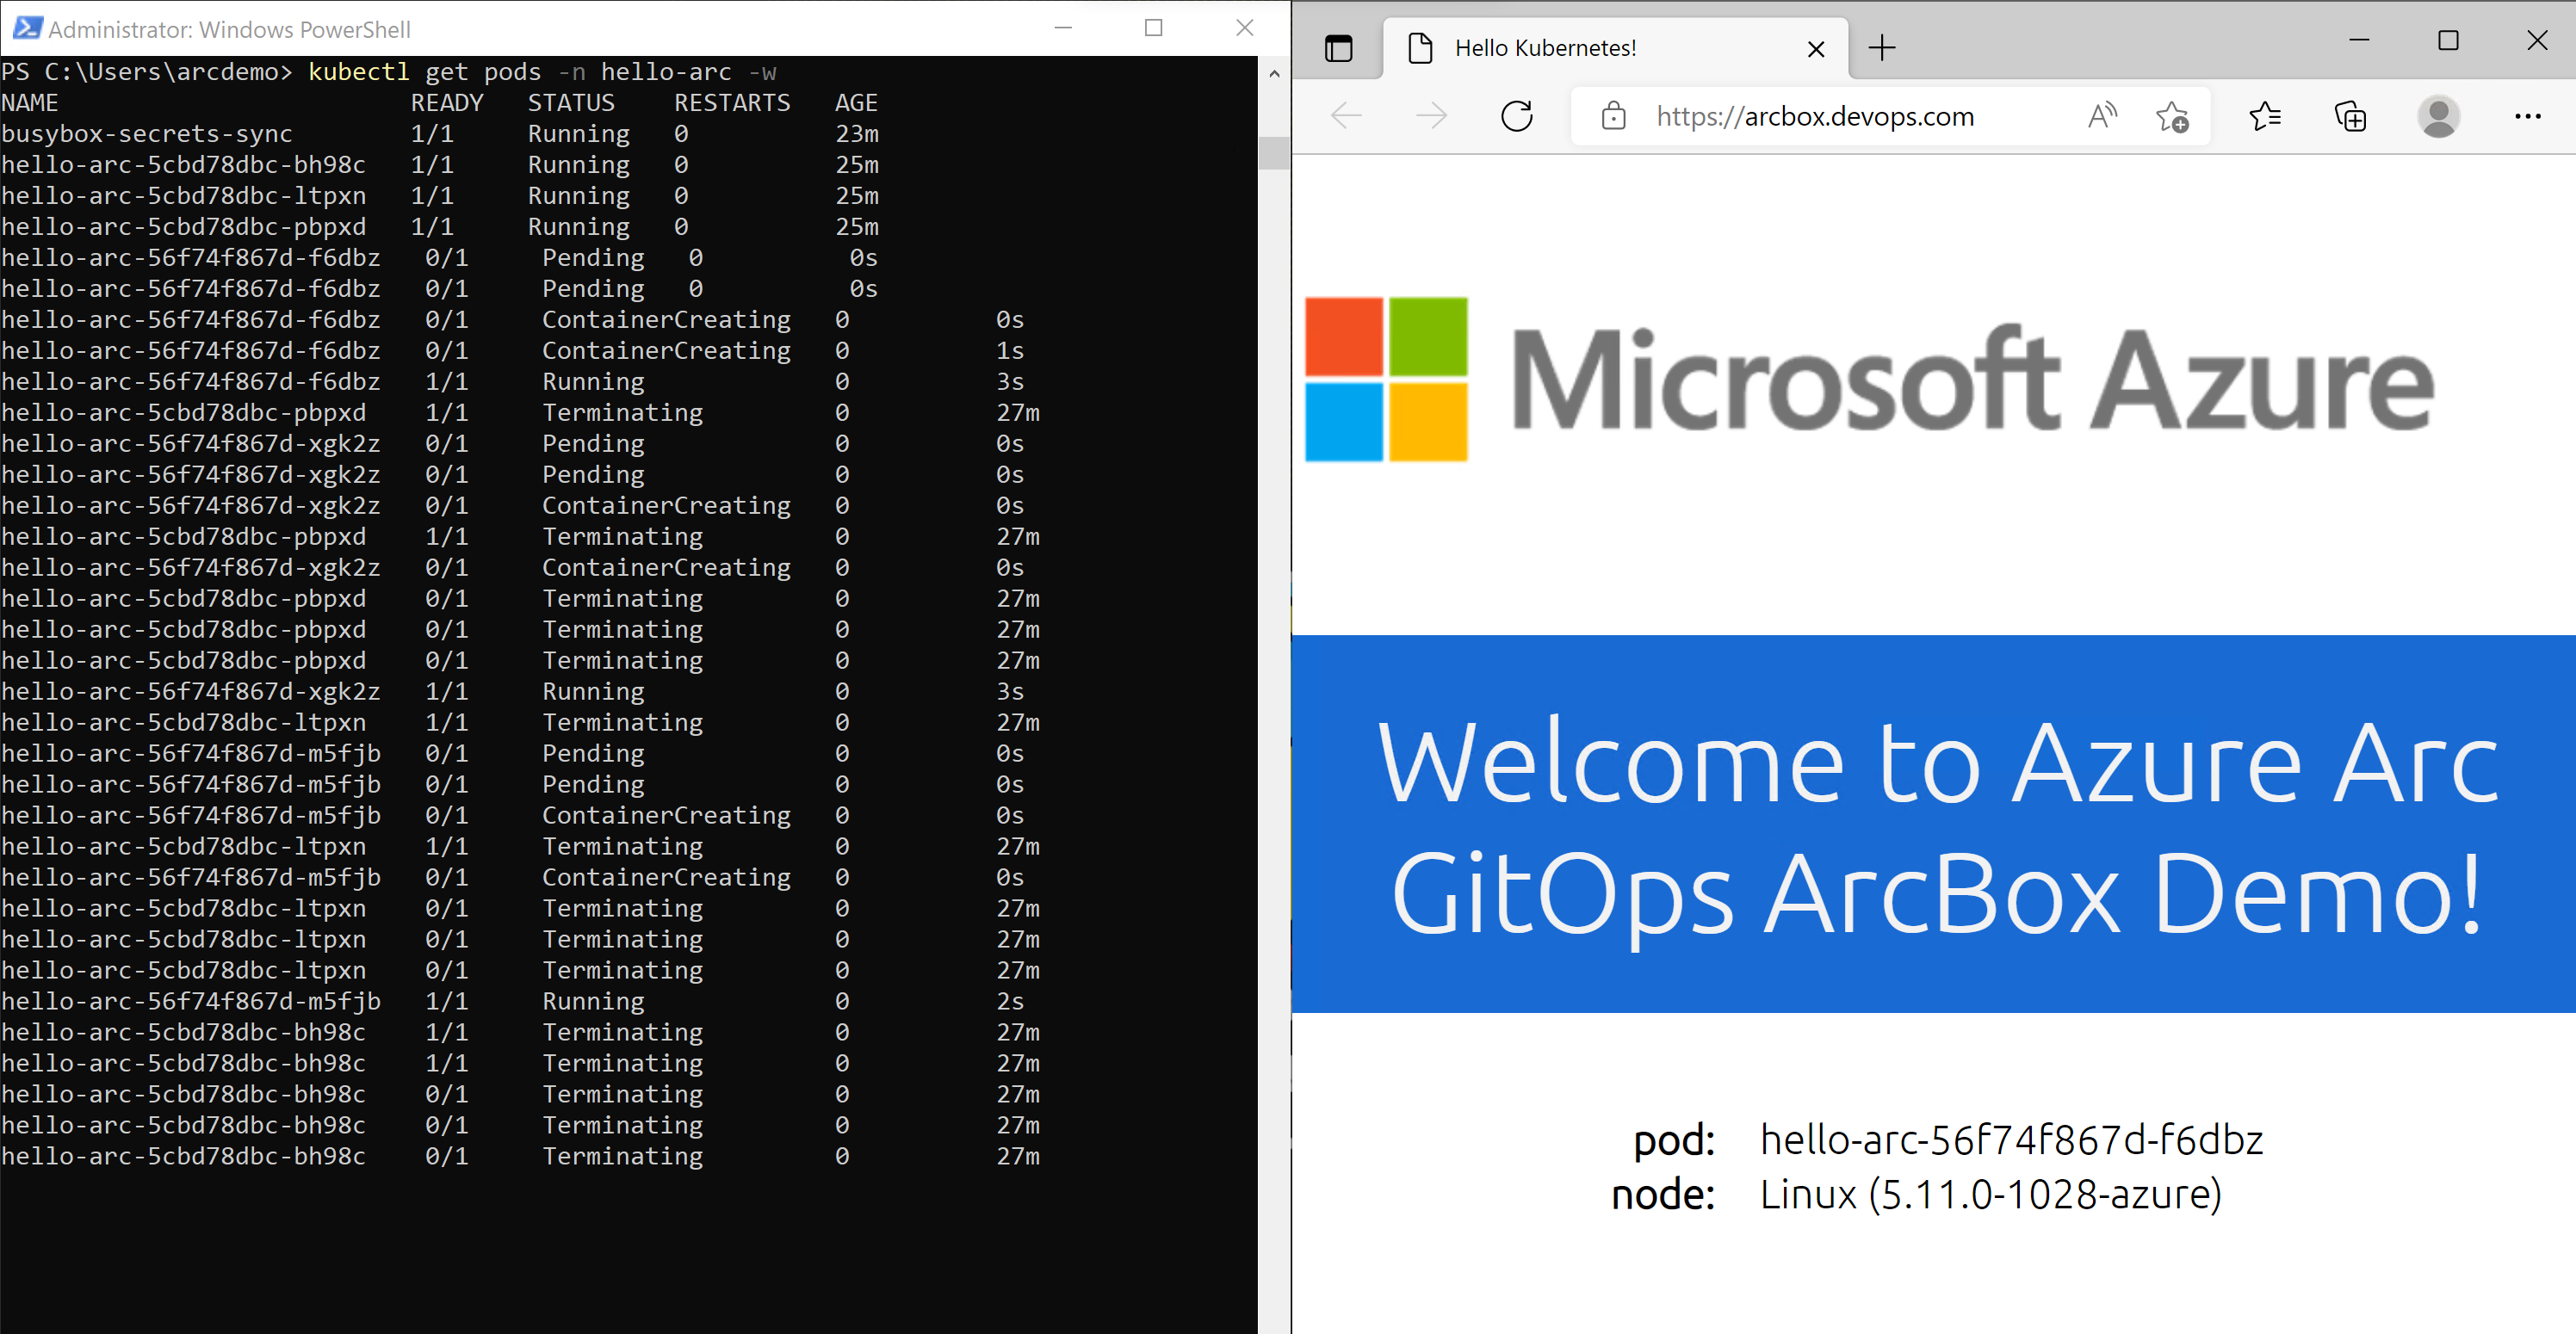 Administrator: Windows PowerShell
PS C:\Users\arcdemo> kubectl get pods -n hello-arc -w
NAME                        READY   STATUS    RESTARTS   AGE
busybox-secrets-sync        1/1     Running   0          23m
hello-arc-5cbd78dbc-bh98c   1/1     Running   0          25m
hello-arc-5cbd78dbc-ltpxn   1/1     Running   0          25m
hello-arc-5cbd78dbc-pbpxd   1/1     Running   0          25m
hello-arc-56f74f867d-f6dbz   0/1     Pending   0          0s
hello-arc-56f74f867d-f6dbz   0/1     Pending   0          0s
hello-arc-56f74f867d-f6dbz   0/1     ContainerCreating   0          0s
hello-arc-56f74f867d-f6dbz   0/1     ContainerCreating   0          1s
hello-arc-56f74f867d-f6dbz   1/1     Running             0          3s
hello-arc-5cbd78dbc-pbpxd    1/1     Terminating         0          27m
hello-arc-56f74f867d-xgk2z   0/1     Pending             0          0s
hello-arc-56f74f867d-xgk2z   0/1     Pending             0          0s
hello-arc-56f74f867d-xgk2z   0/1     ContainerCreating   0          0s
hello-arc-5cbd78dbc-pbpxd    1/1     Terminating         0          27m
hello-arc-56f74f867d-xgk2z   0/1     ContainerCreating   0          0s
hello-arc-5cbd78dbc-pbpxd    0/1     Terminating         0          27m
hello-arc-5cbd78dbc-pbpxd    0/1     Terminating         0          27m
hello-arc-5cbd78dbc-pbpxd    0/1     Terminating         0          27m
hello-arc-56f74f867d-xgk2z   1/1     Running             0          3s
hello-arc-5cbd78dbc-ltpxn    1/1     Terminating         0          27m
hello-arc-56f74f867d-m5fjb   0/1     Pending             0          0s
hello-arc-56f74f867d-m5fjb   0/1     Pending             0          0s
hello-arc-56f74f867d-m5fjb   0/1     ContainerCreating   0          0s
hello-arc-5cbd78dbc-ltpxn    1/1     Terminating         0          27m
hello-arc-56f74f867d-m5fjb   0/1     ContainerCreating   0          0s
hello-arc-5cbd78dbc-ltpxn    0/1     Terminating         0          27m
hello-arc-5cbd78dbc-ltpxn    0/1     Terminating         0          27m
hello-arc-5cbd78dbc-ltpxn    0/1     Terminating         0          27m
hello-arc-56f74f867d-m5fjb   1/1     Running             0          2s
hello-arc-5cbd78dbc-bh98c    1/1     Terminating         0          27m
hello-arc-5cbd78dbc-bh98c    1/1     Terminating         0          27m
hello-arc-5cbd78dbc-bh98c    0/1     Terminating         0          27m
hello-arc-5cbd78dbc-bh98c    0/1     Terminating         0          27m
hello-arc-5cbd78dbc-bh98c    0/1     Terminating         0          27m
Hello Kubernetes!
https://arcbox.devops.com
Microsoft Azure
Welcome to Azure Arc
GitOps ArcBox Demo!
pod: hello-arc-56f74f867d-f6dbz
node: Linux (5.11.0-1028-azure)